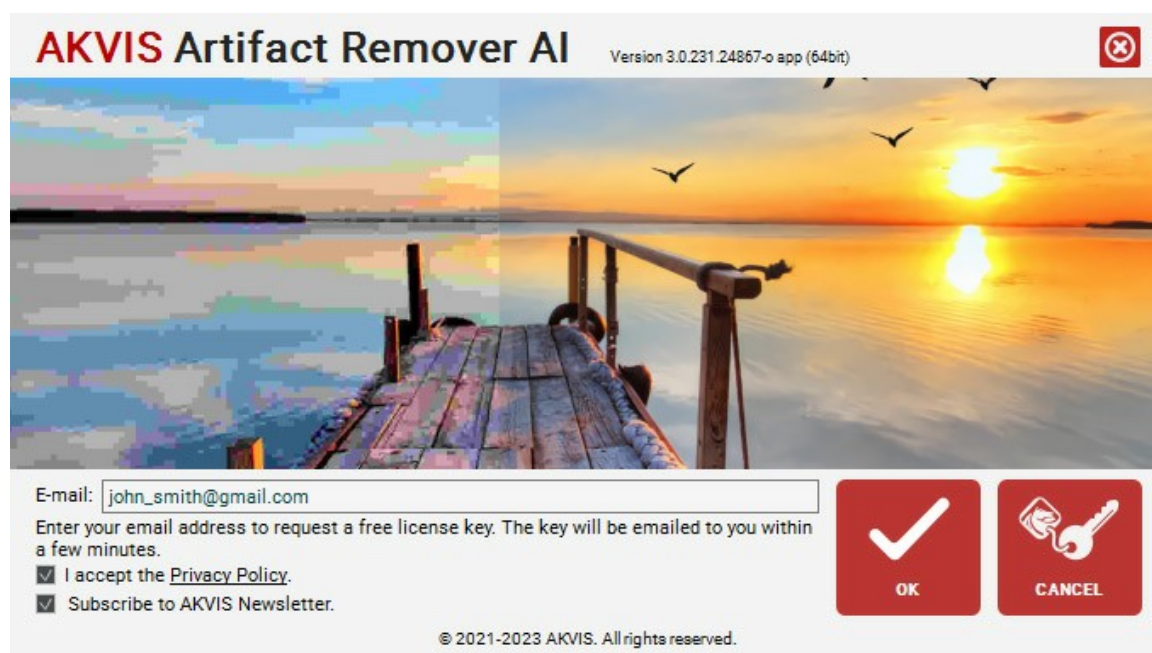 AKVIS Artifact Remover AI Version 3.0.231.24867-o app (64bit)
E-mail: john_smith@gmail.com
Enter your email address to request a free license key. The key will be emailed to you within
a few minutes.
I accept the Privacy Policy.
Subscribe to AKVIS Newsletter.
OK
CANCEL
© 2021-2023 AKVIS. All rights reserved.